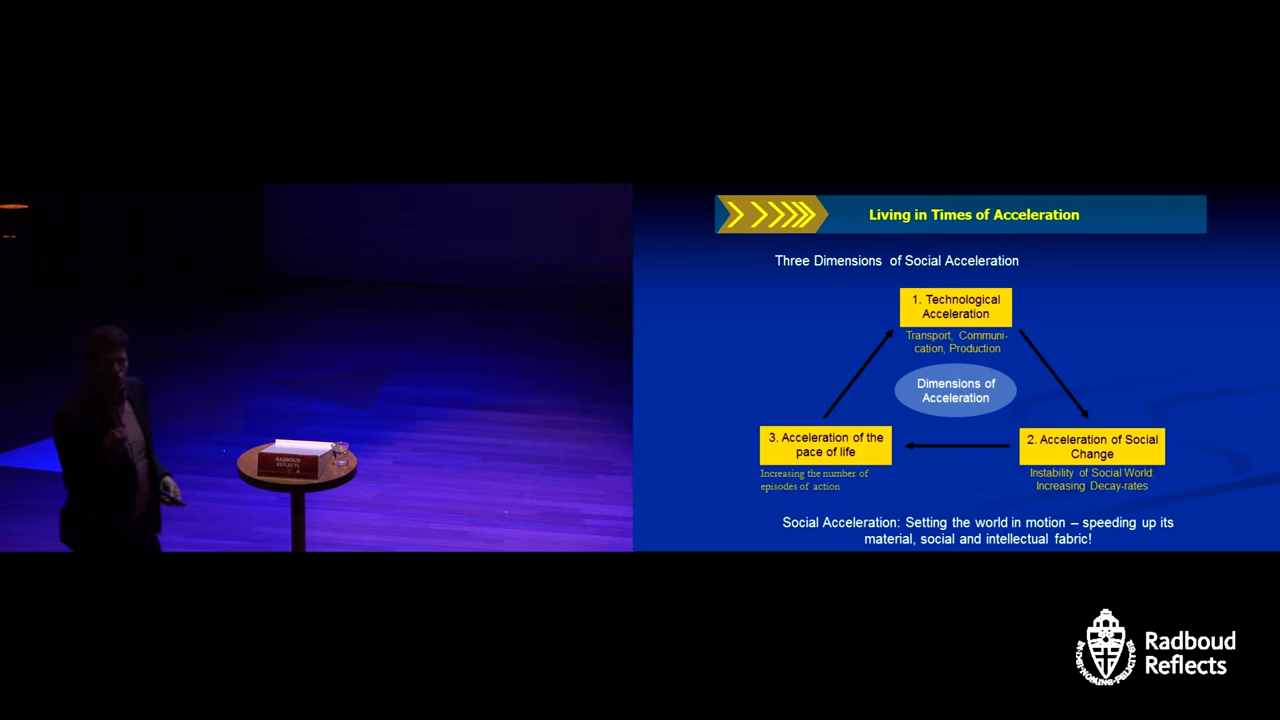 Living in Times of Acceleration
Three Dimensions of Social Acceleration
1. Technological
Acceleration
Transport, Communi-
cation, Production
Dimensions of
Acceleration
3. Acceleration of the
pace of life
Increasing the number of
episodes of action
2. Acceleration of Social
Change
Instability of Social World:
Increasing Decay-rates
Social Acceleration: Setting the world in motion – speeding up its
material, social and intellectual fabric!
RADBOUD
REFLECTS
Radboud
Reflects